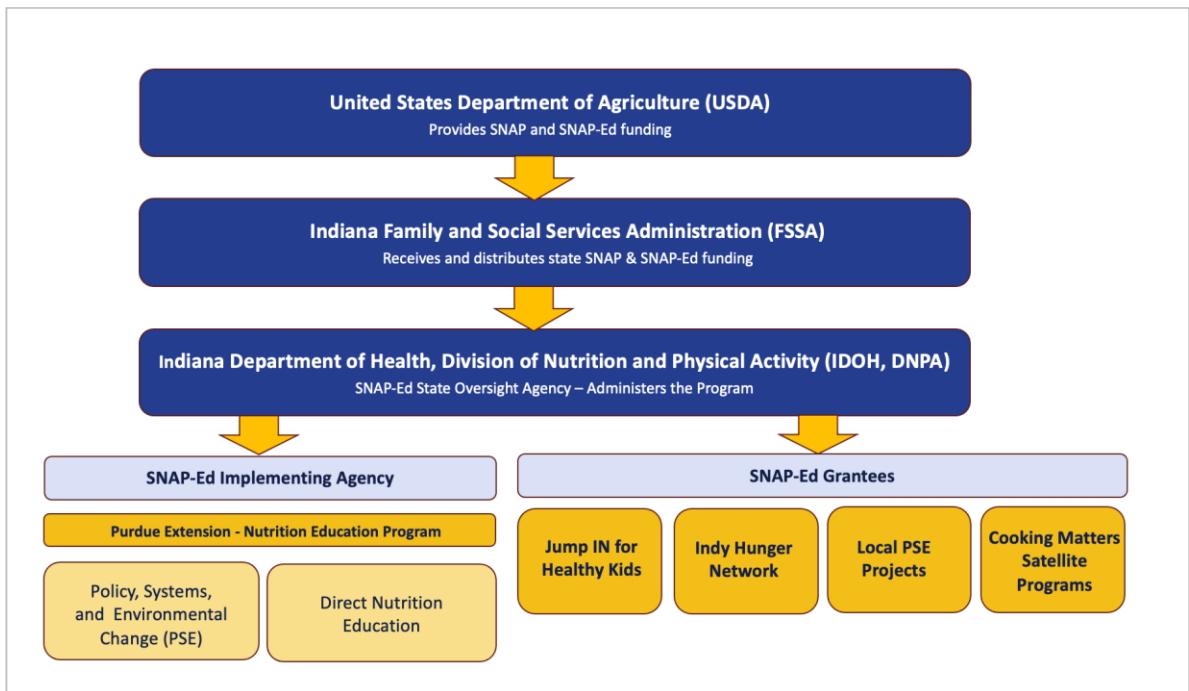 United States Department of Agriculture (USDA)
Provides SNAP and SNAP-Ed funding
Indiana Family and Social Services Administration (FSSA)
Receives and distributes state SNAP & SNAP-Ed funding
Indiana Department of Health, Division of Nutrition and Physical Activity (IDOH, DNPA)
SNAP-Ed State Oversight Agency – Administers the Program
SNAP-Ed Implementing Agency
Purdue Extension - Nutrition Education Program
Policy, Systems,
and Environmental
Change (PSE)
Direct Nutrition
Education
SNAP-Ed Grantees
Jump IN for
Healthy Kids
Indy Hunger
Network
Local PSE
Projects
Cooking Matters
Satellite
Programs